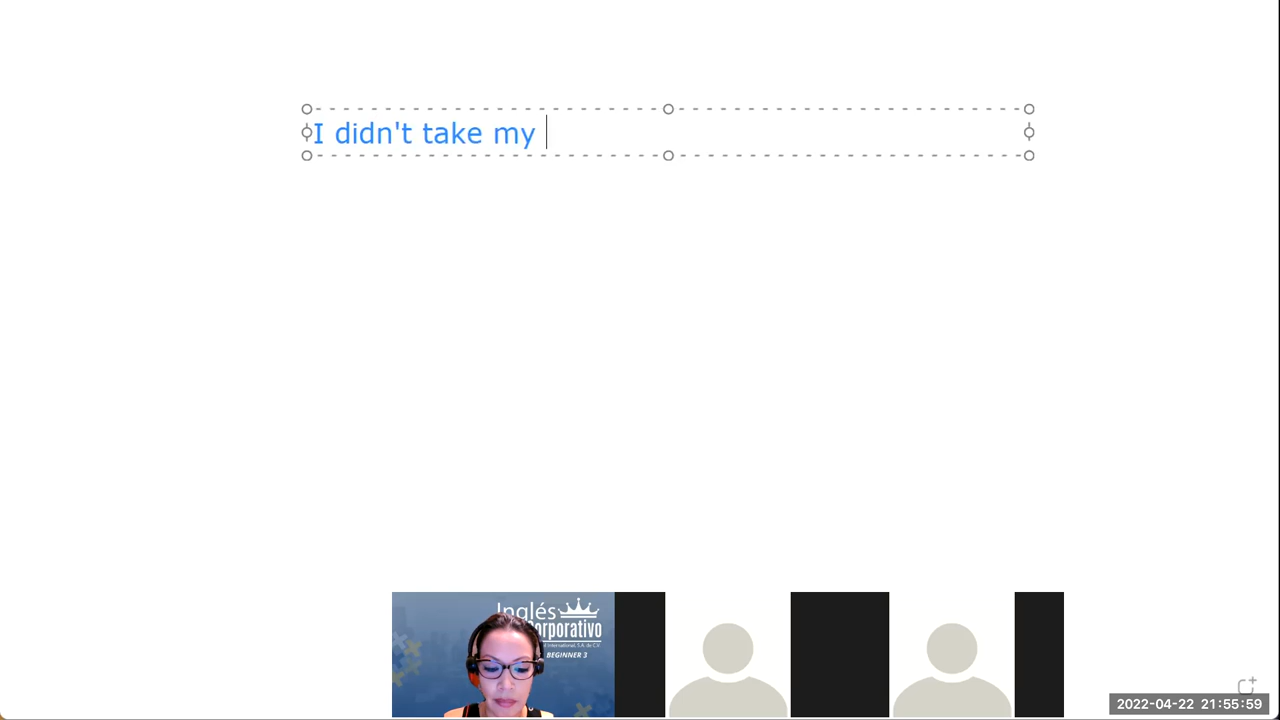 I didn't take my
Inglés
Corporativo
BEGINNER 3
2022-04-22 21:55:59